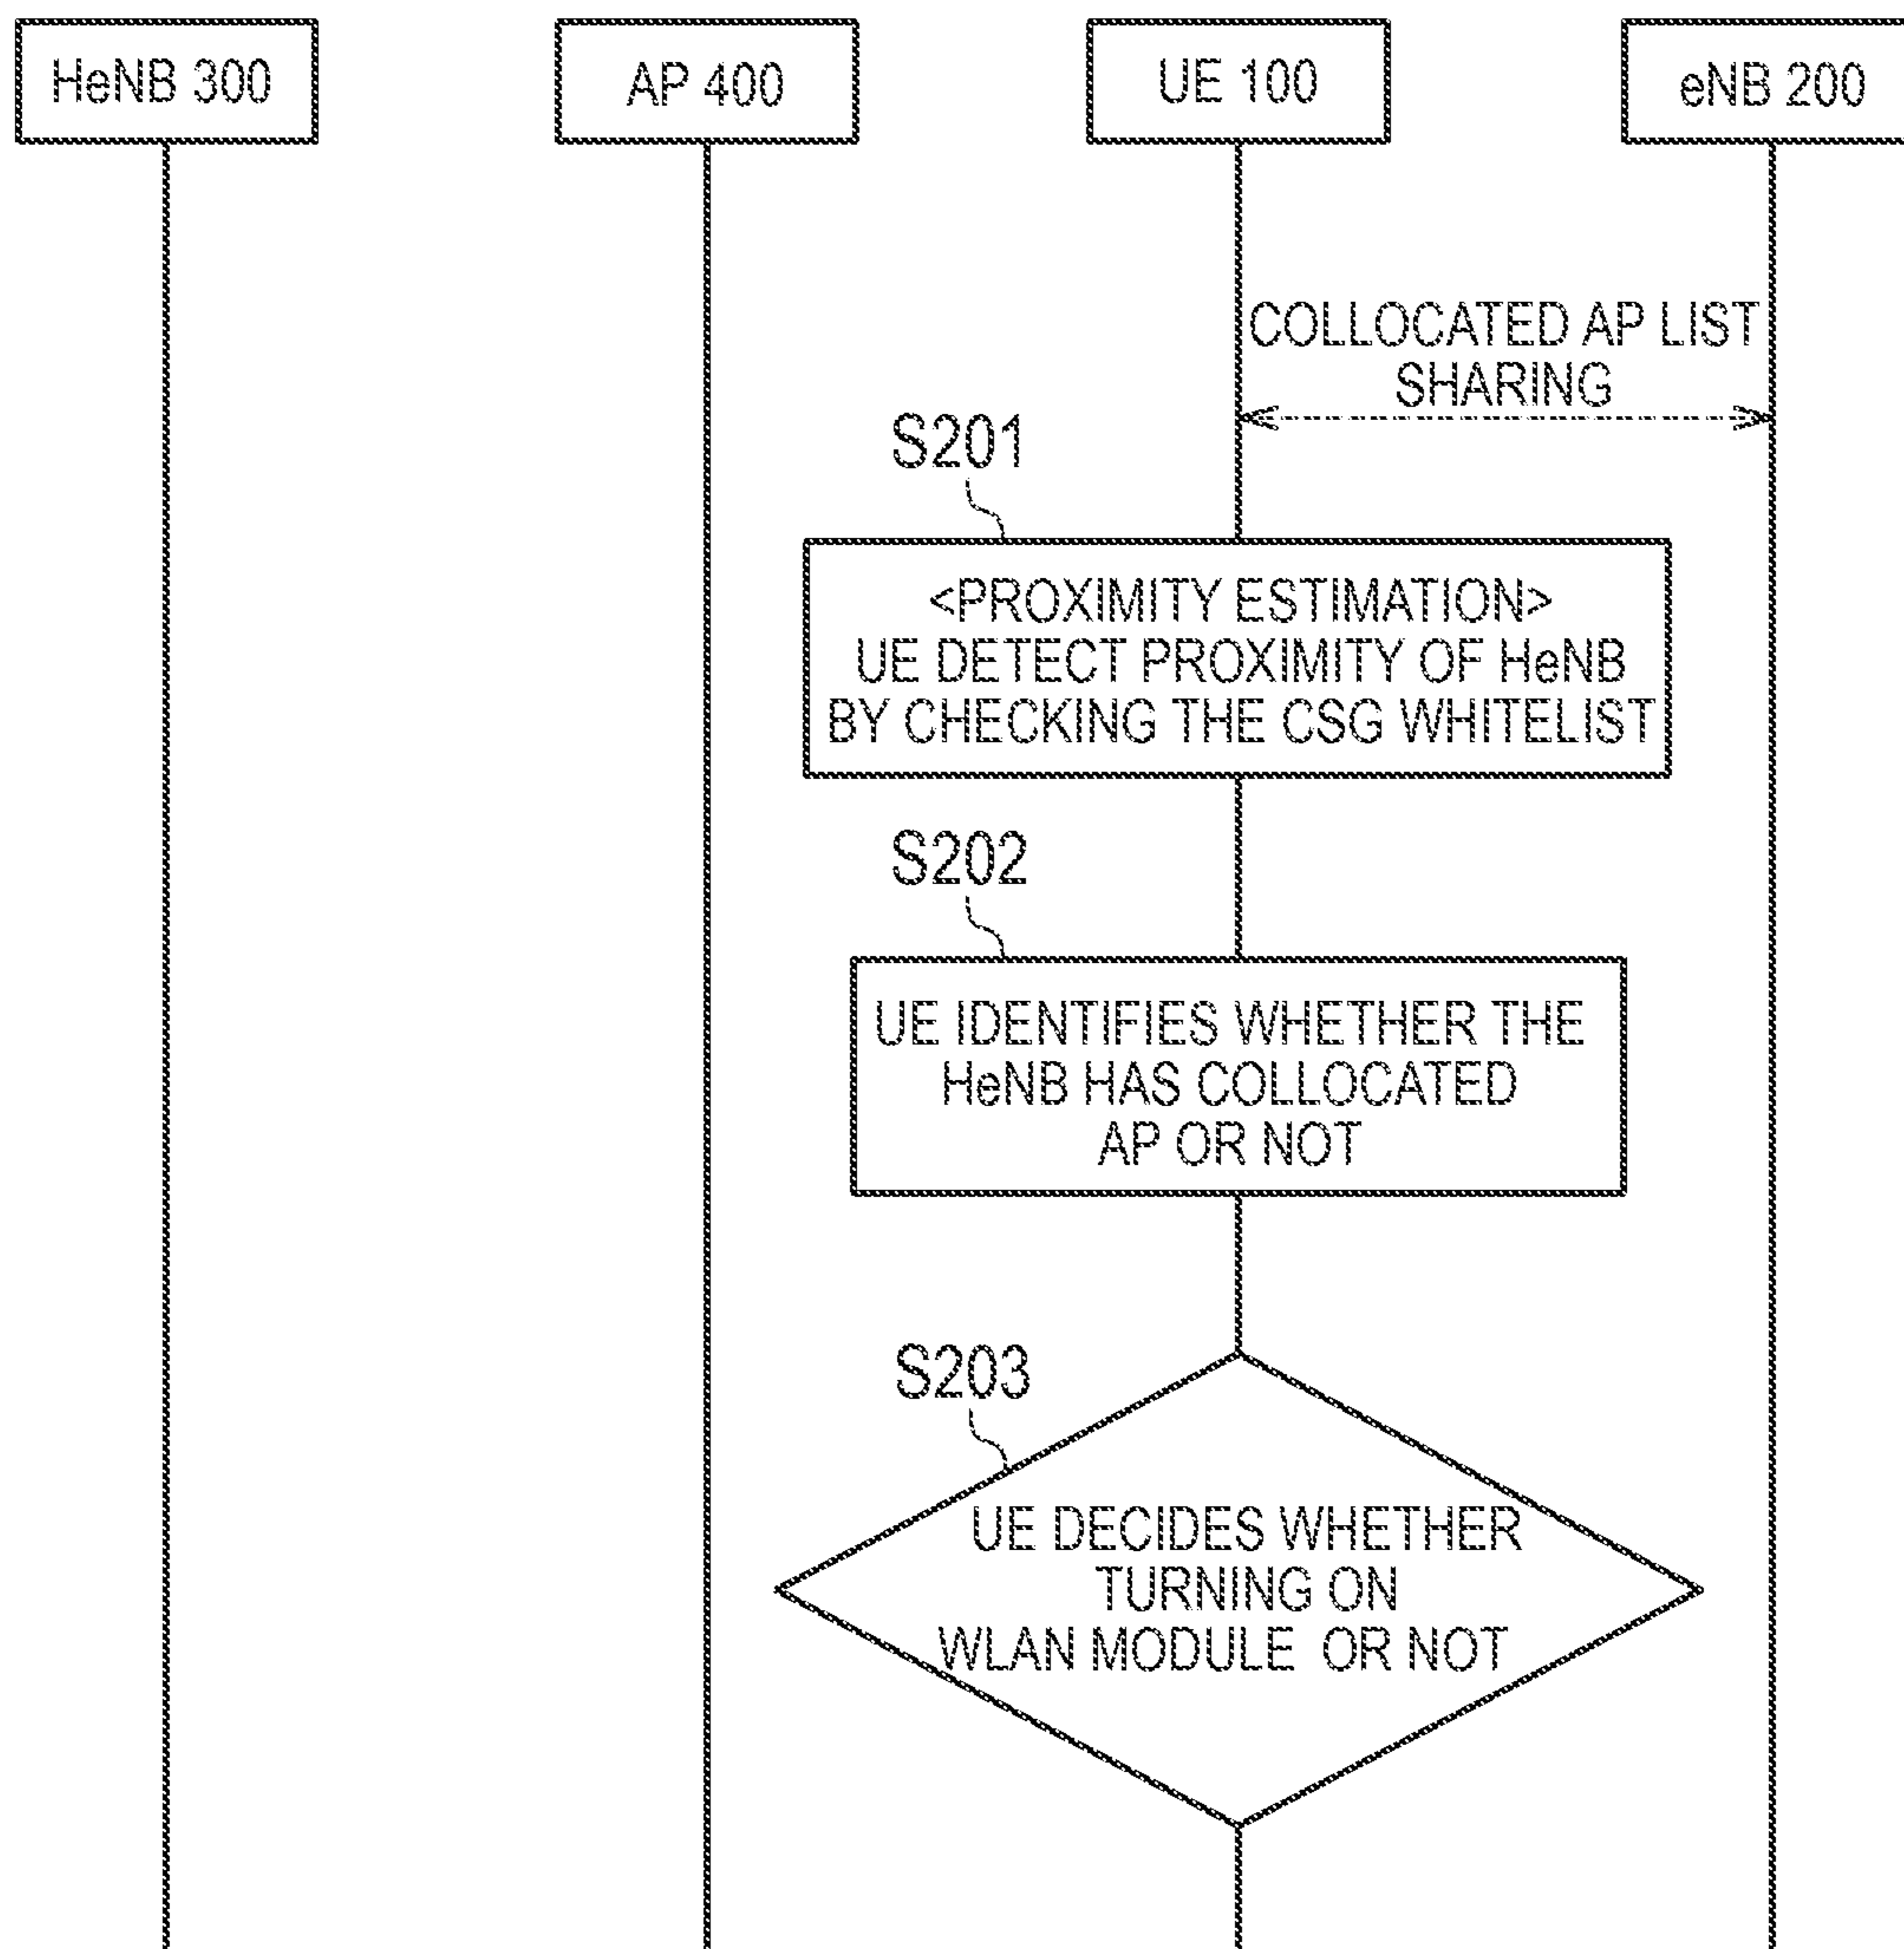 HeNB 300
AP 400
UE 100
eNB 200
COLLOCATED AP LIST
SHARING
S201
<PROXIMITY ESTIMATION>
UE DETECT PROXIMITY OF HeNB
BY CHECKING THE CSG WHITELIST
S202
UE IDENTIFIES WHETHER THE
HeNB HAS COLLOCATED
AP OR NOT
S203
UE DECIDES WHETHER
TURNING ON
WLAN MODULE OR NOT